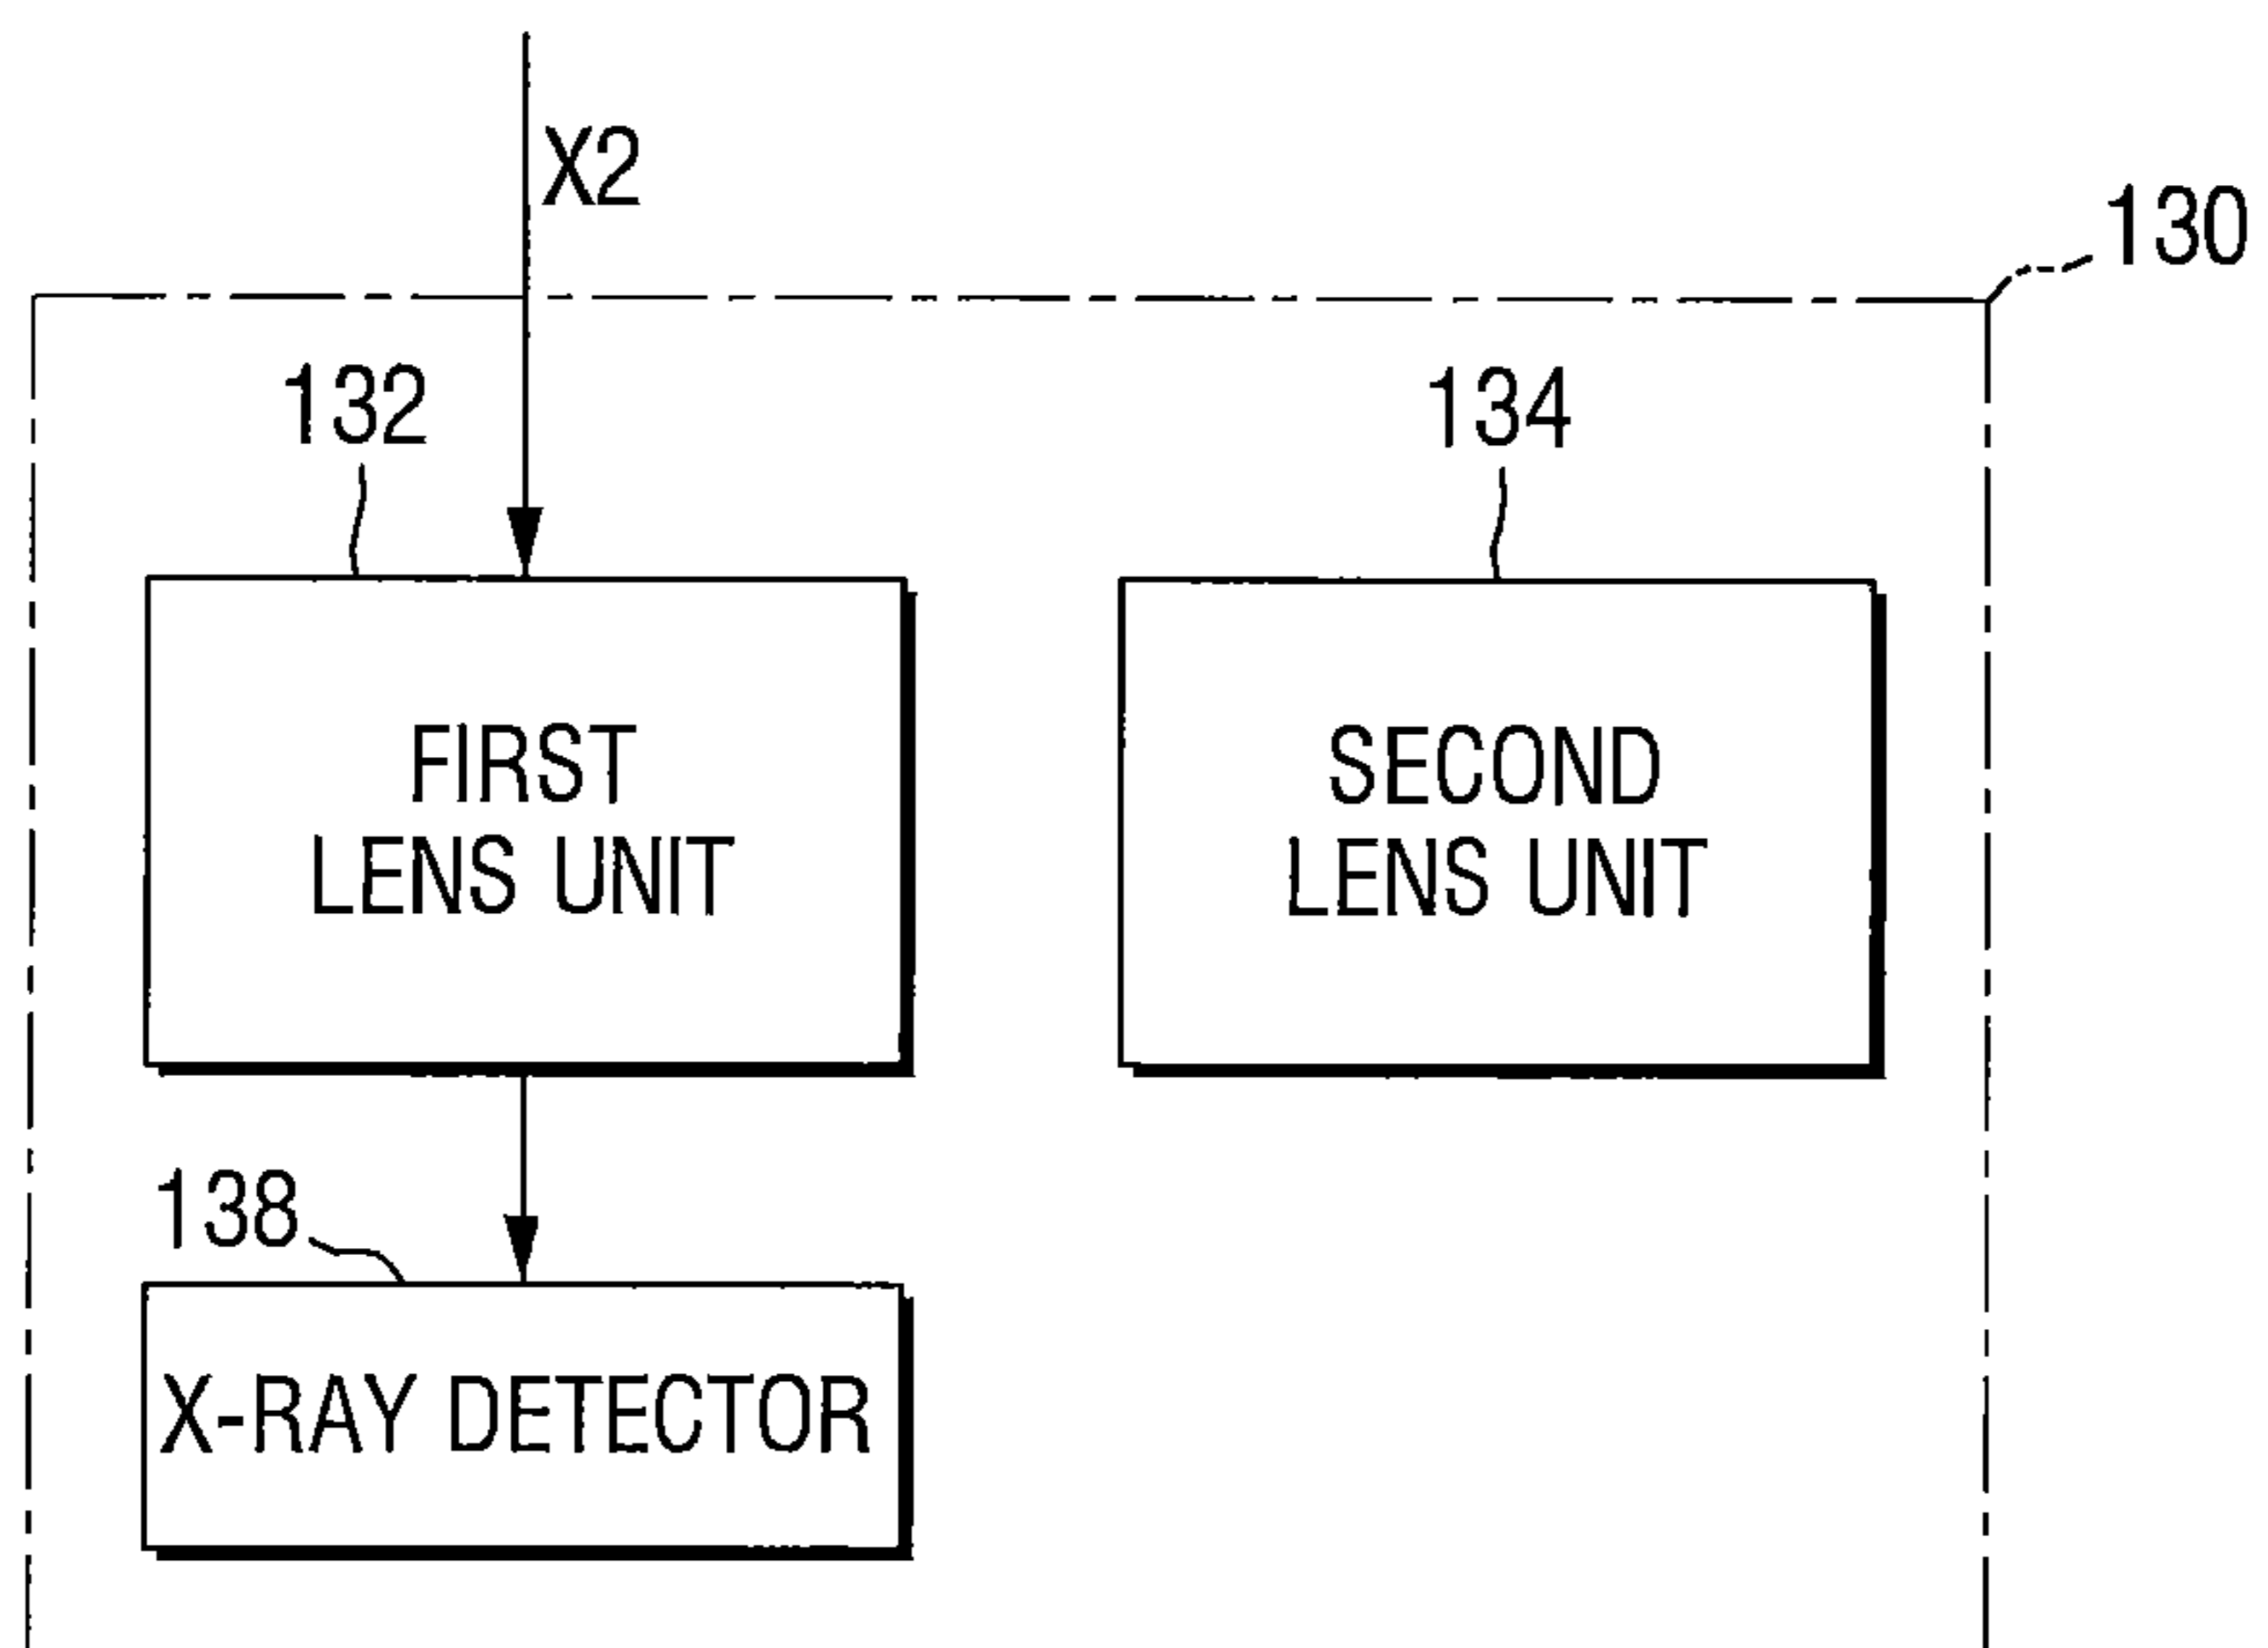 X2
130
132
134
FIRST
LENS UNIT
SECOND
LENS UNIT
138
X-RAY DETECTOR